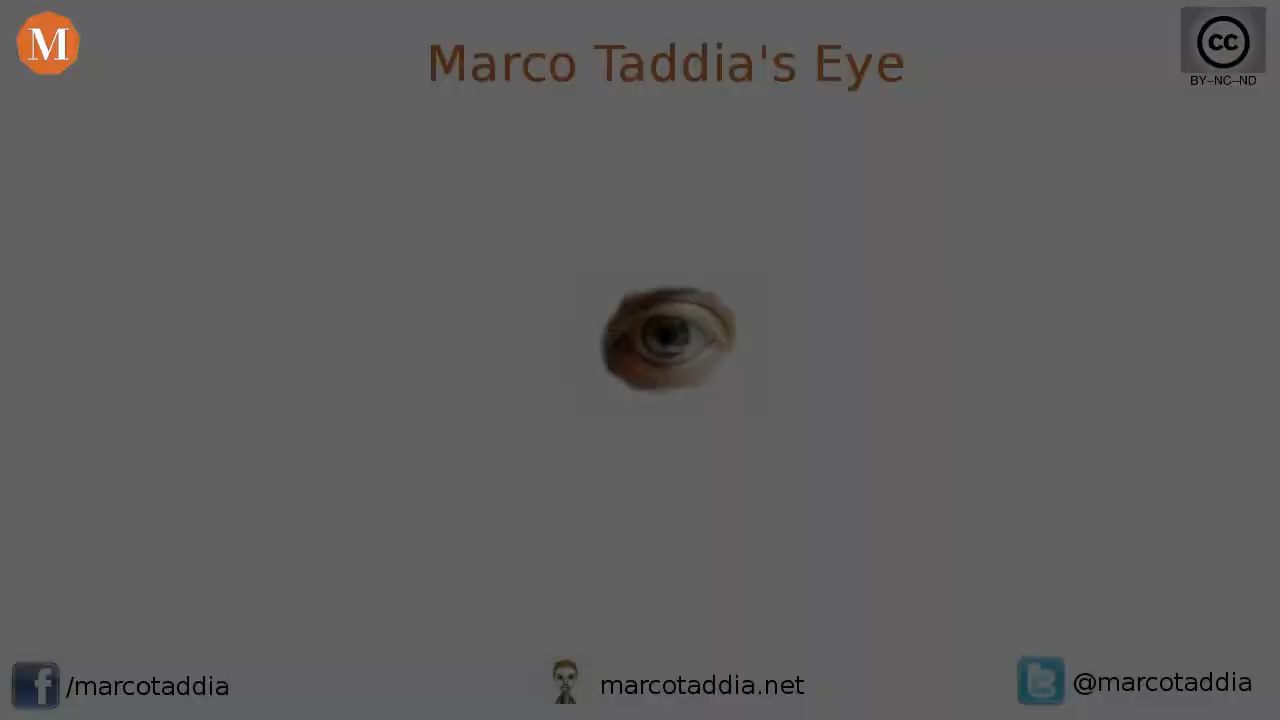 M
Marco Taddia's Eye
cc
BY–NC–ND
f
/marcotaddia
marcotaddia.net
t
@marcotaddia